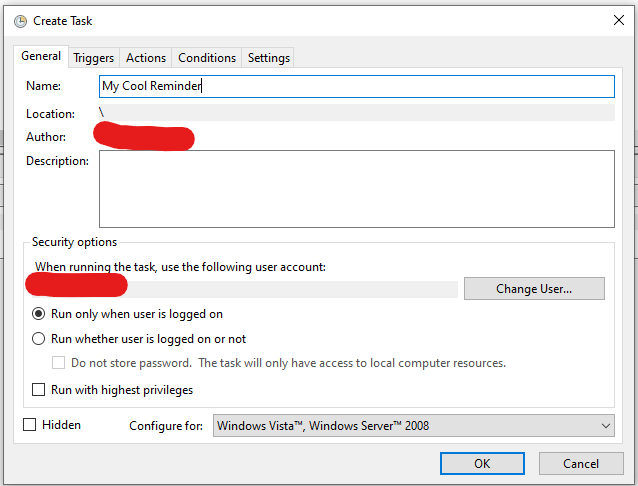 Create Task
General Triggers Actions Conditions Settings
Name: My Cool Reminder
Location: \
Author:
Description:
Security options
When running the task, use the following user account:
Change User...
Run only when user is logged on
Run whether user is logged on or not
Do not store password. The task will only have access to local computer resources.
Run with highest privileges
Hidden Configure for: Windows Vista™, Windows Server™ 2008
OK Cancel